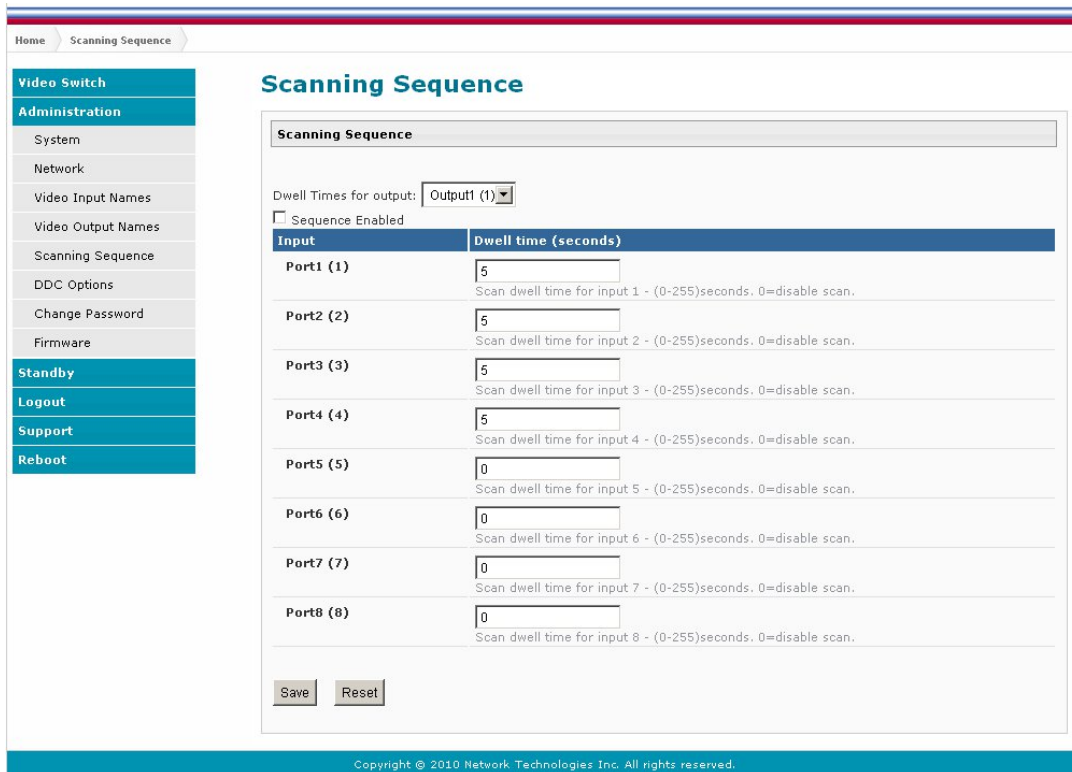 Home Scanning Sequence
Video Switch
Administration
System
Network
Video Input Names
Video Output Names
Scanning Sequence
DDC Options
Change Password
Firmware
Standby
Logout
Support
Reboot
Scanning Sequence
Scanning Sequence
Dwell Times for output: Output1 (1)
Sequence Enabled
Input Dwell time (seconds)
Port1 (1) 5
Scan dwell time for input 1 - (0-255)seconds. 0=disable scan.
Port2 (2) 5
Scan dwell time for input 2 - (0-255)seconds. 0=disable scan.
Port3 (3) 5
Scan dwell time for input 3 - (0-255)seconds. 0=disable scan.
Port4 (4) 5
Scan dwell time for input 4 - (0-255)seconds. 0=disable scan.
Port5 (5) 0
Scan dwell time for input 5 - (0-255)seconds. 0=disable scan.
Port6 (6) 0
Scan dwell time for input 6 - (0-255)seconds. 0=disable scan.
Port7 (7) 0
Scan dwell time for input 7 - (0-255)seconds. 0=disable scan.
Port8 (8) 0
Scan dwell time for input 8 - (0-255)seconds. 0=disable scan.
Save Reset
Copyright © 2010 Network Technologies Inc. All rights reserved.